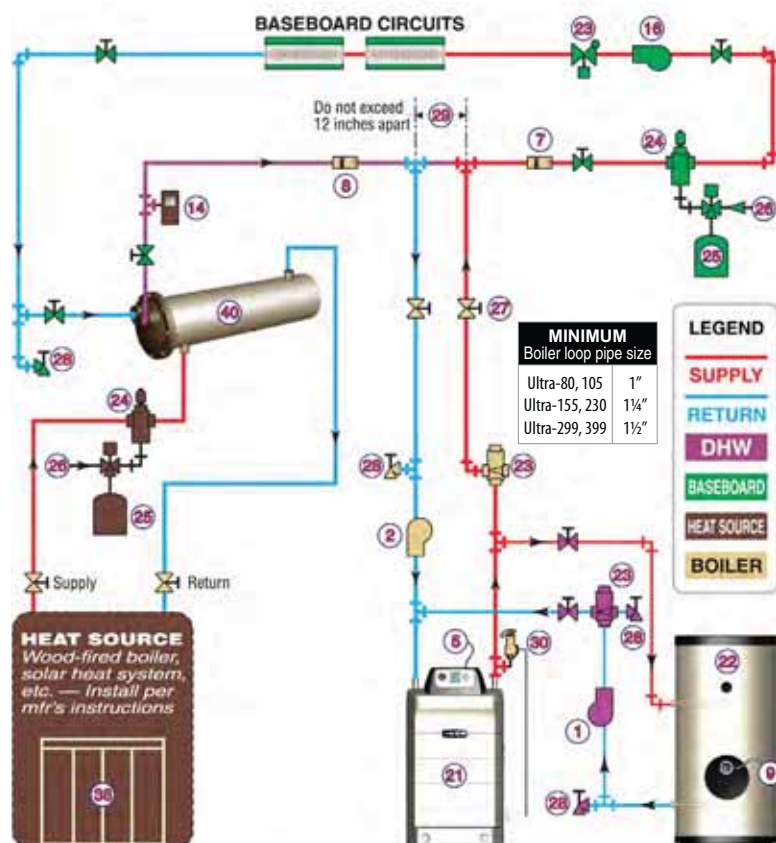 BASEBOARD CIRCUITS
23
16
Do not exceed
12 inches apart
29
7
24
8
14
26
25
40
27
28
MINIMUM
Boiler loop pipe size
Ultra-80, 105 1"
Ultra-155, 230 1¼"
Ultra-299, 399 1½"
LEGEND
SUPPLY
RETURN
DHW
BASEBOARD
HEAT SOURCE
BOILER
24
26
25
28
23
2
Supply
Return
23
28
HEAT SOURCE
Wood-fired boiler,
solar heat system,
etc. — Install per
mfr's instructions
5
30
22
1
21
9
28